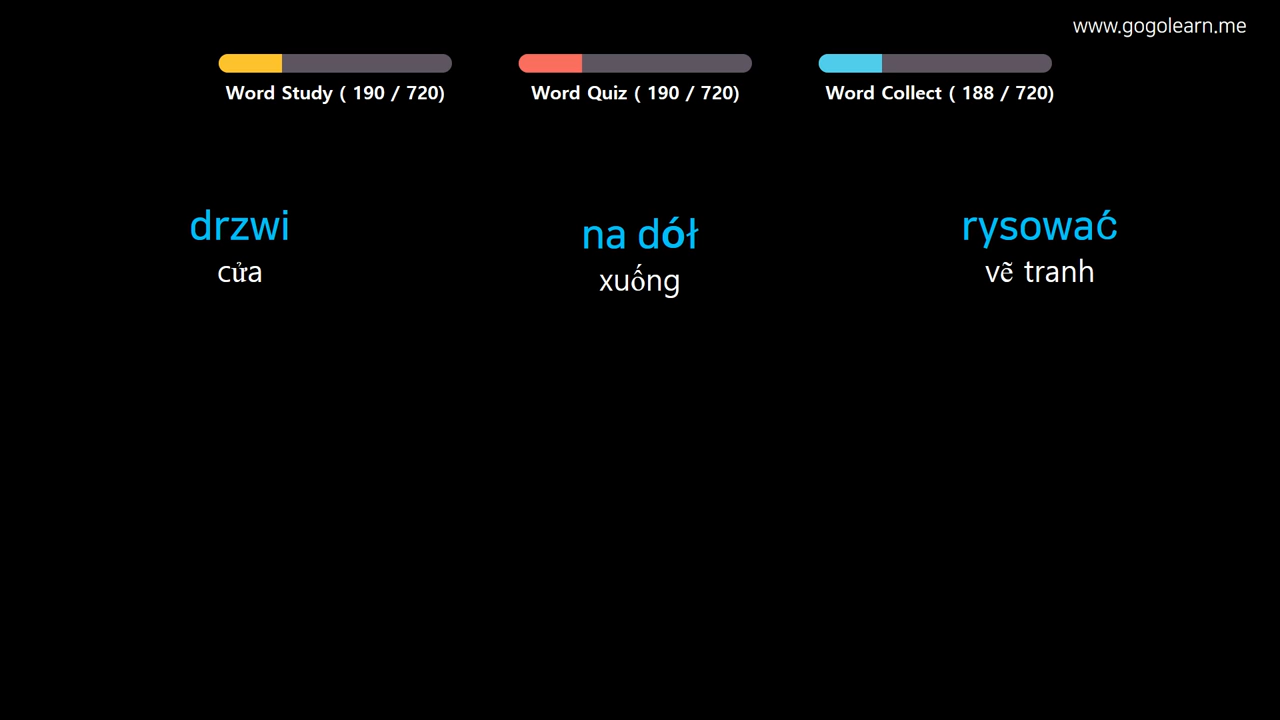 www.gogolearn.me
Word Study ( 190 / 720)
Word Quiz ( 190 / 720)
Word Collect ( 188 / 720)
drzwi
cửa
na dół
xuống
rysować
vẽ tranh